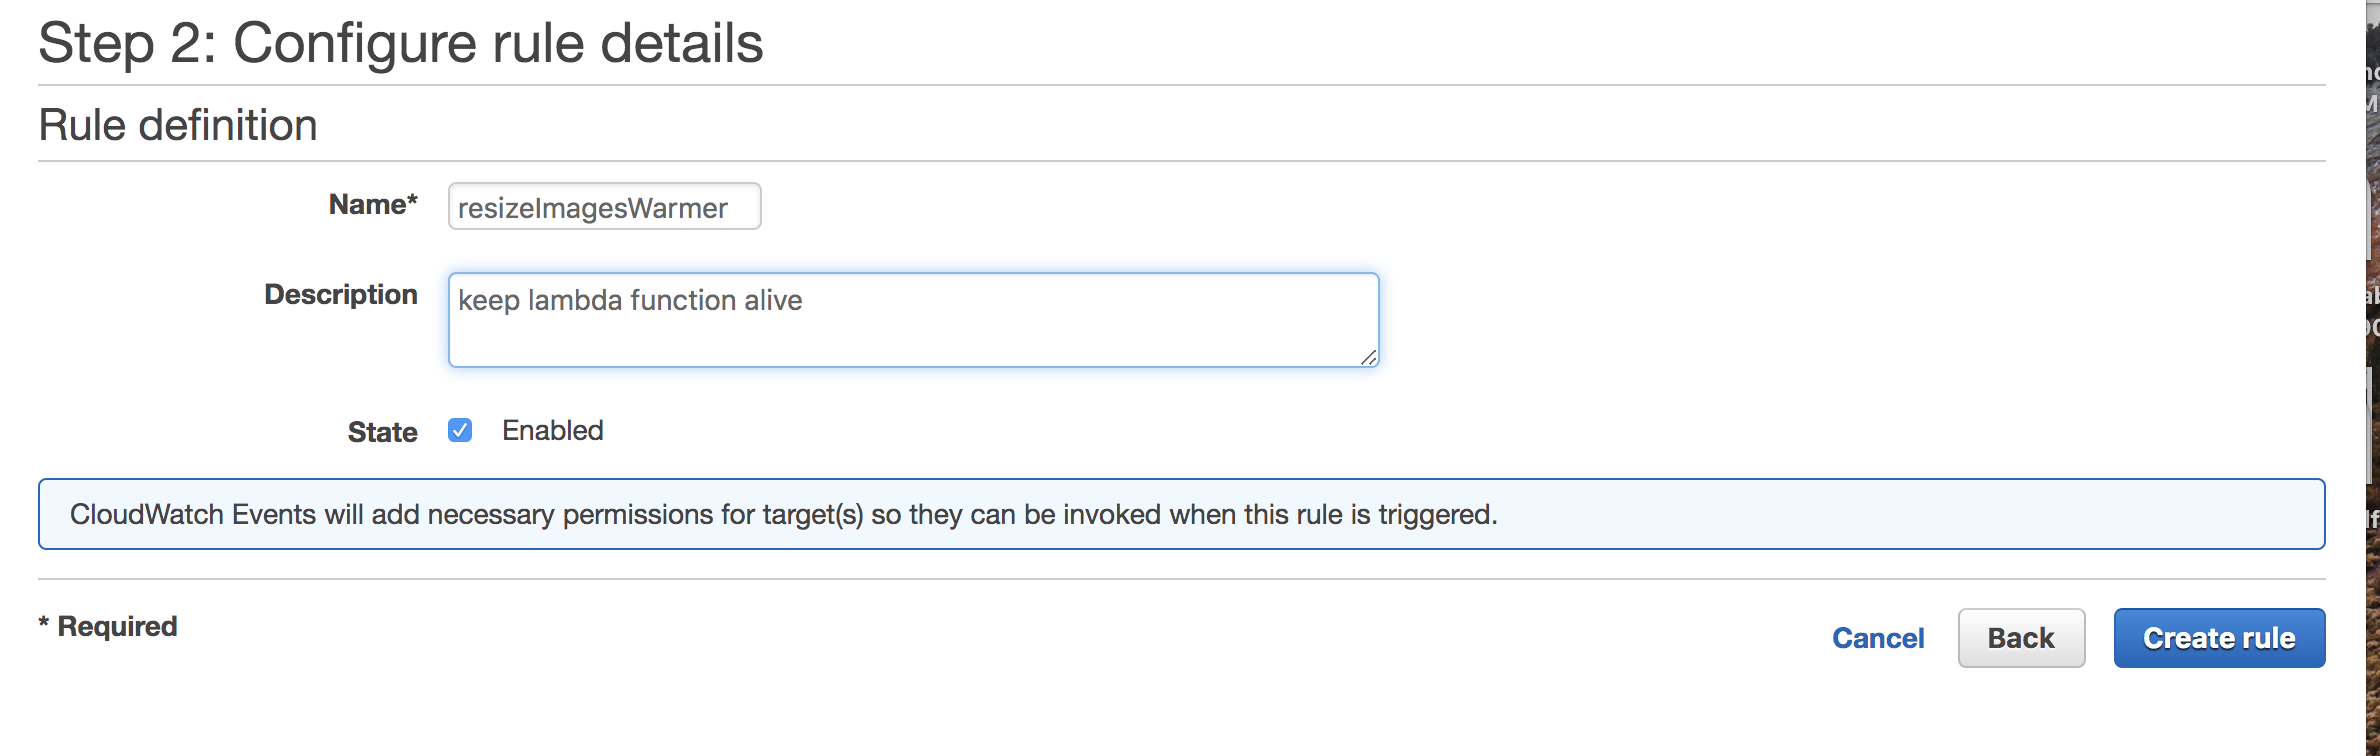 Step 2: Configure rule details
Rule definition
Name*
resizeImagesWarmer
Description
keep lambda function alive
State
Enabled
CloudWatch Events will add necessary permissions for target(s) so they can be invoked when this rule is triggered.
* Required
Cancel
Back
Create rule